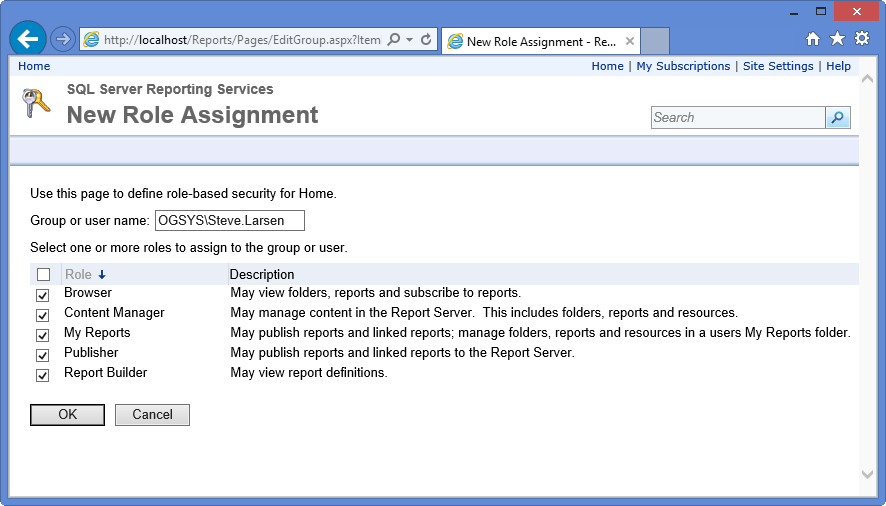 http://localhost/Reports/Pages/EditGroup.aspx?Item
New Role Assignment - Re...
Home
Home | My Subscriptions | Site Settings | Help
SQL Server Reporting Services
New Role Assignment
Search
Use this page to define role-based security for Home.
Group or user name: OGSYS\Steve.Larsen
Select one or more roles to assign to the group or user.
Role Description
Browser May view folders, reports and subscribe to reports.
Content Manager May manage content in the Report Server. This includes folders, reports and resources.
My Reports May publish reports and linked reports; manage folders, reports and resources in a users My Reports folder.
Publisher May publish reports and linked reports to the Report Server.
Report Builder May view report definitions.
OK Cancel